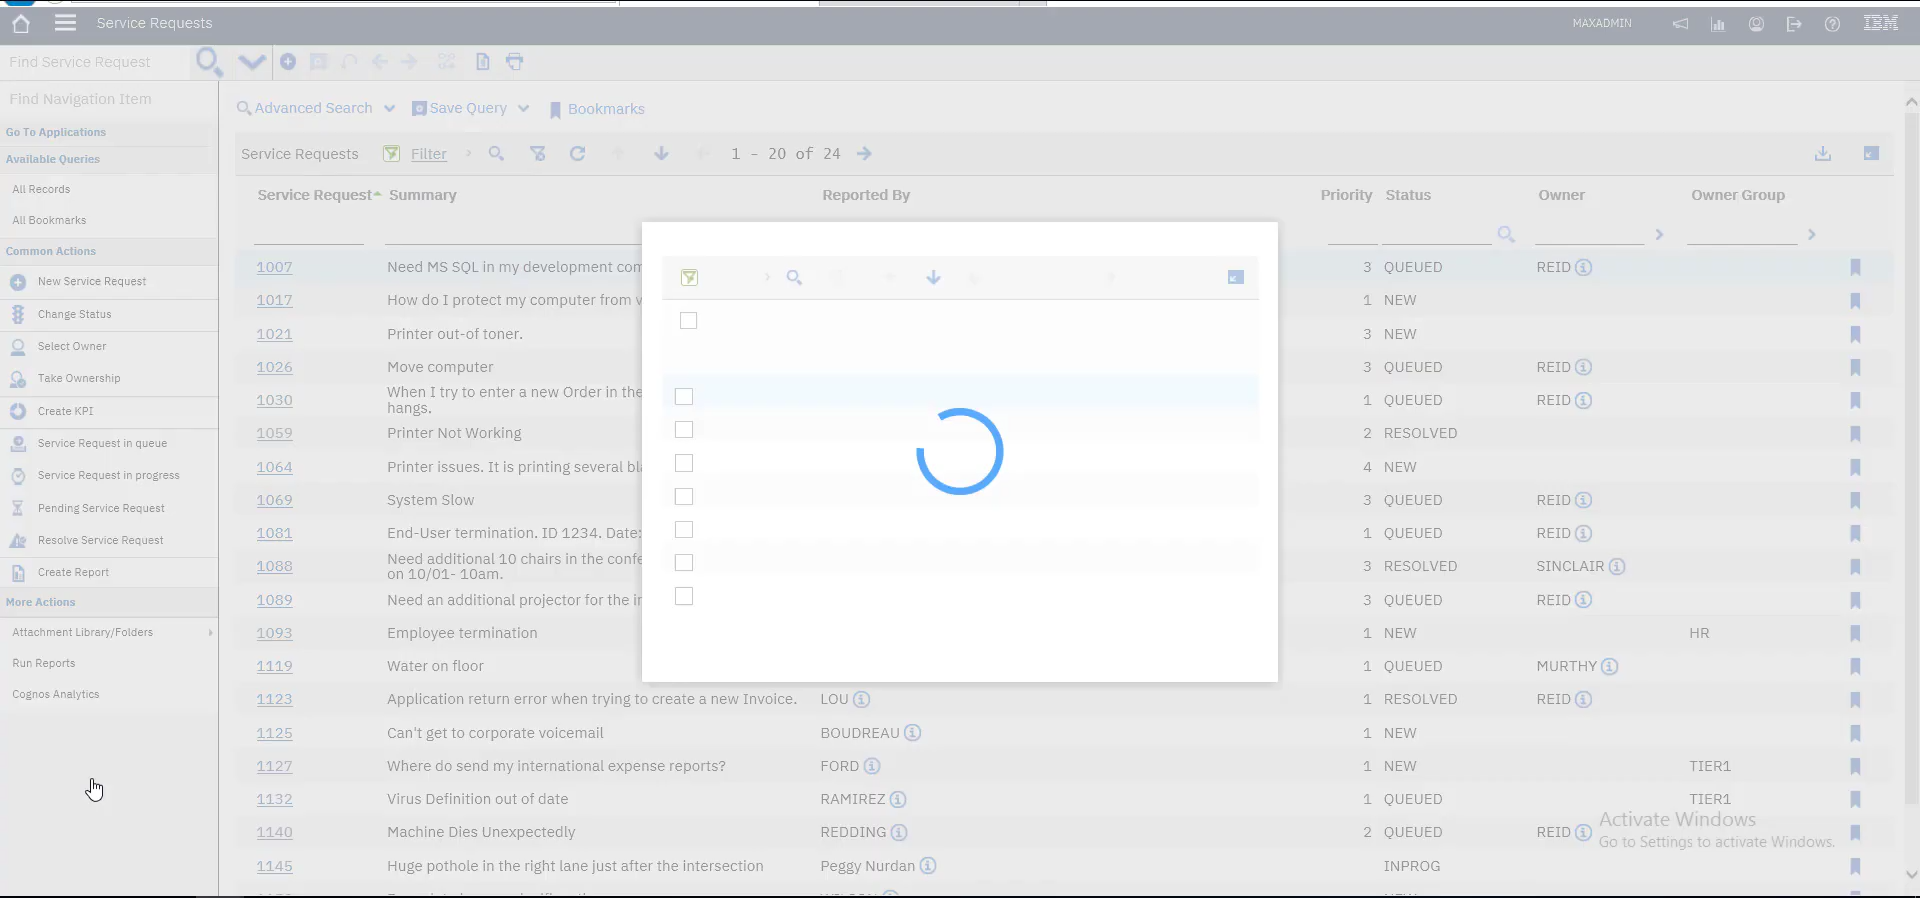 Service Requests
MAXADMIN
IBM
Find Service Request
Find Navigation Item
Go To Applications
Available Queries
All Records
All Bookmarks
Common Actions
New Service Request
Change Status
Select Owner
Take Ownership
Create KPI
Service Request in queue
Service Request in progress
Pending Service Request
Resolve Service Request
Create Report
More Actions
Attachment Library/Folders
Run Reports
Cognos Analytics
Advanced Search Save Query Bookmarks
Service Requests Filter 1 - 20 of 24
Service Request Summary Reported By Priority Status Owner Owner Group
1007 Need MS SQL in my development com 3 QUEUED REID
1017 How do I protect my computer from v 1 NEW
1021 Printer out-of toner. 3 NEW
1026 Move computer 3 QUEUED REID
1030 When I try to enter a new Order in the 1 QUEUED REID
hangs.
1059 Printer Not Working 2 RESOLVED
1064 Printer issues. It is printing several bl 4 NEW
1069 System Slow 3 QUEUED REID
1081 End-User termination. ID 1234. Date: 1 QUEUED REID
1088 Need additional 10 chairs in the confe 3 RESOLVED SINCLAIR
on 10/01- 10am.
1089 Need an additional projector for the in 3 QUEUED REID
1093 Employee termination 1 NEW HR
1119 Water on floor 1 QUEUED MURTHY
1123 Application return error when trying to create a new Invoice. LOU 1 RESOLVED REID
1125 Can't get to corporate voicemail BOUDREAU 1 NEW
1127 Where do send my international expense reports? FORD 1 NEW TIER1
1132 Virus Definition out of date RAMIREZ 1 QUEUED TIER1
1140 Machine Dies Unexpectedly REDDING 2 QUEUED REID
1145 Huge pothole in the right lane just after the intersection Peggy Nurdan INPROG
Activate Windows
Go to Settings to activate Windows.